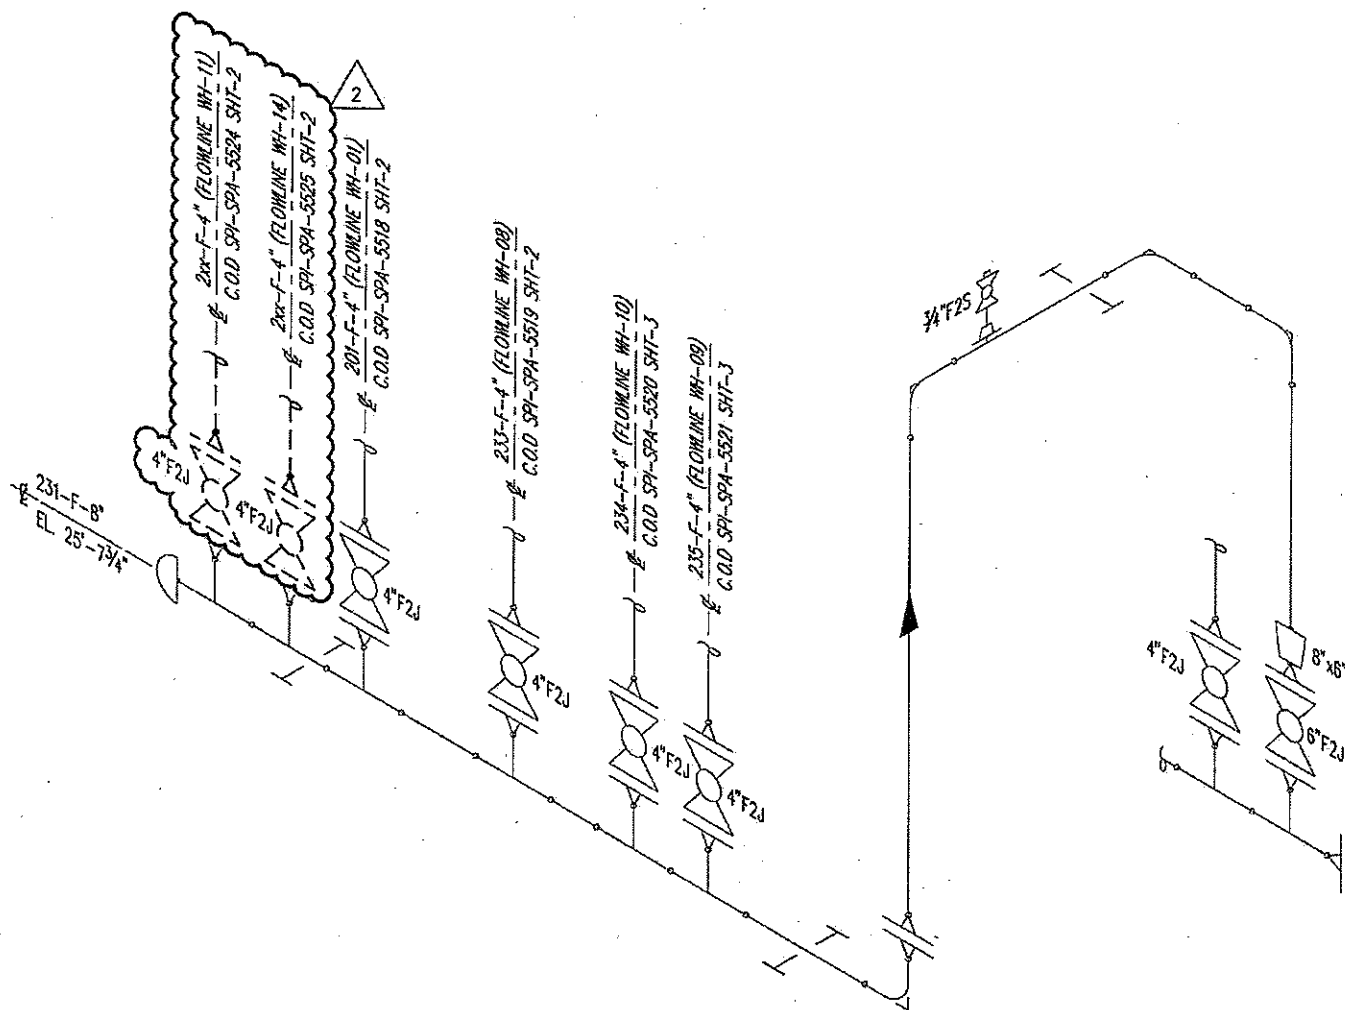 2xx-F-4" (FLOWLINE WH-11)
C.O.D SPI-SPA-5524 SHT-2
2xx-F-4" (FLOWLINE WH-14)
C.O.D SPI-SPA-5525 SHT-2
2
201-F-4" (FLOWLINE WH-01)
C.O.D SPI-SPA-5518 SHT-2
233-F-4" (FLOWLINE WH-08)
C.O.D SPI-SPA-5519 SHT-2
234-F-4" (FLOWLINE WH-10)
C.O.D SPI-SPA-5520 SHT-3
235-F-4" (FLOWLINE WH-09)
C.O.D SPI-SPA-5521 SHT-3
3/4"F2S
4"F2J
4"F2J
4"F2J
4"F2J
4"F2J
4"F2J
231-F-8"
EL. 25'-7 3/4"
4"F2J
8"x6"
6"F2J